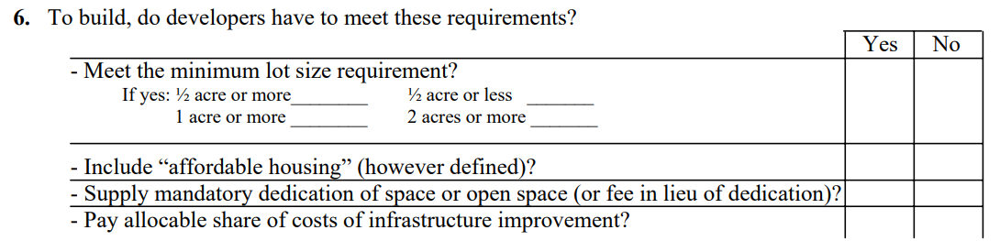 6. To build, do developers have to meet these requirements?
Yes No
- Meet the minimum lot size requirement?
If yes: ½ acre or more________ ½ acre or less _______
1 acre or more ________ 2 acres or more _______
- Include “affordable housing” (however defined)?
- Supply mandatory dedication of space or open space (or fee in lieu of dedication)?
- Pay allocable share of costs of infrastructure improvement?